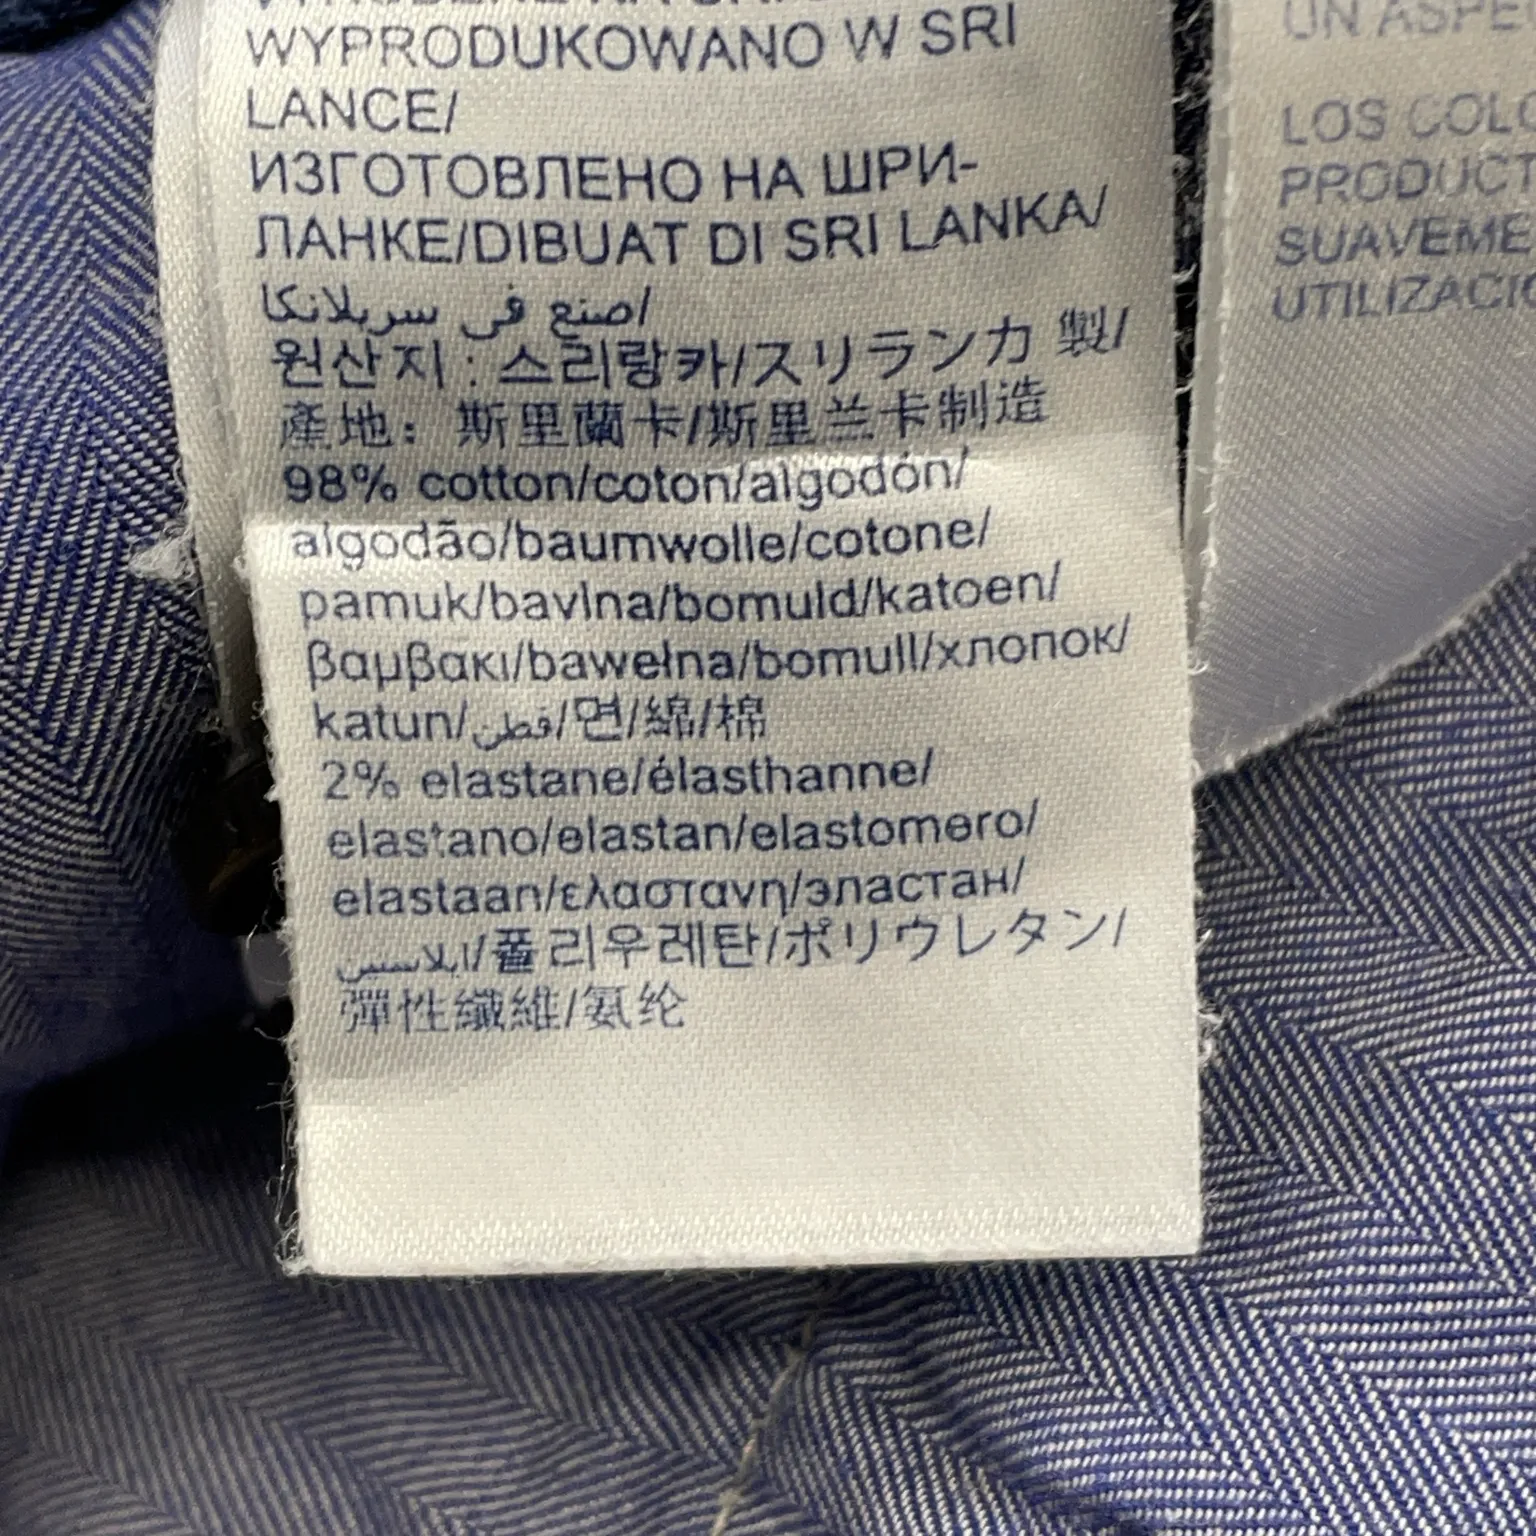 WYPRODUKOWANO W SRI
LANCE/
ИЗГОТОВЛЕНО НА ШРИ-
ЛАНКЕ/DIBUAT DI SRI LANKA/
صنع في سريلانكا/
원산지 : 스리랑카/スリランカ 製/
產地: 斯里蘭卡/斯里兰卡制造
98% cotton/coton/algodón/
algodão/baumwolle/cotone/
pamuk/bavlna/bomuld/katoen/
βαμβακι/bawełna/bomull/хлопок/
katun/قطن/면/綿/棉
2% elastane/élasthanne/
elastano/elastan/elastomero/
elastaan/ελαστανη/эластан/
ايلاستين/폴리우레탄/ポリウレタン/
彈性纖維/氨纶
UN
LOS